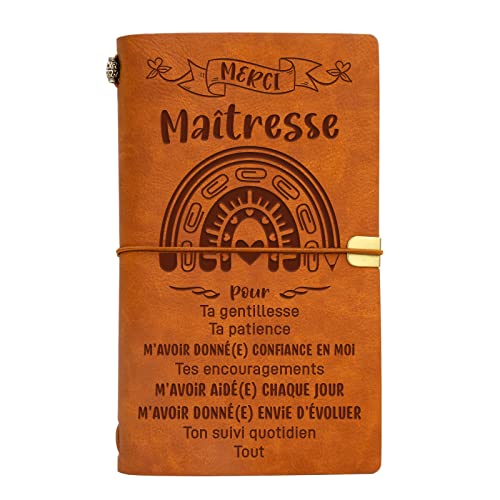 MERCI
Maîtresse
Pour
Ta gentillesse
Ta patience
M'AVOIR DONNÉ(E) CONFIANCE EN MOI
Tes encouragements
M'AVOIR AIDÉ(E) CHAQUE JOUR
M'AVOIR DONNÉ(E) ENVIE D'ÉVOLUER
Ton suivi quotidien
Tout